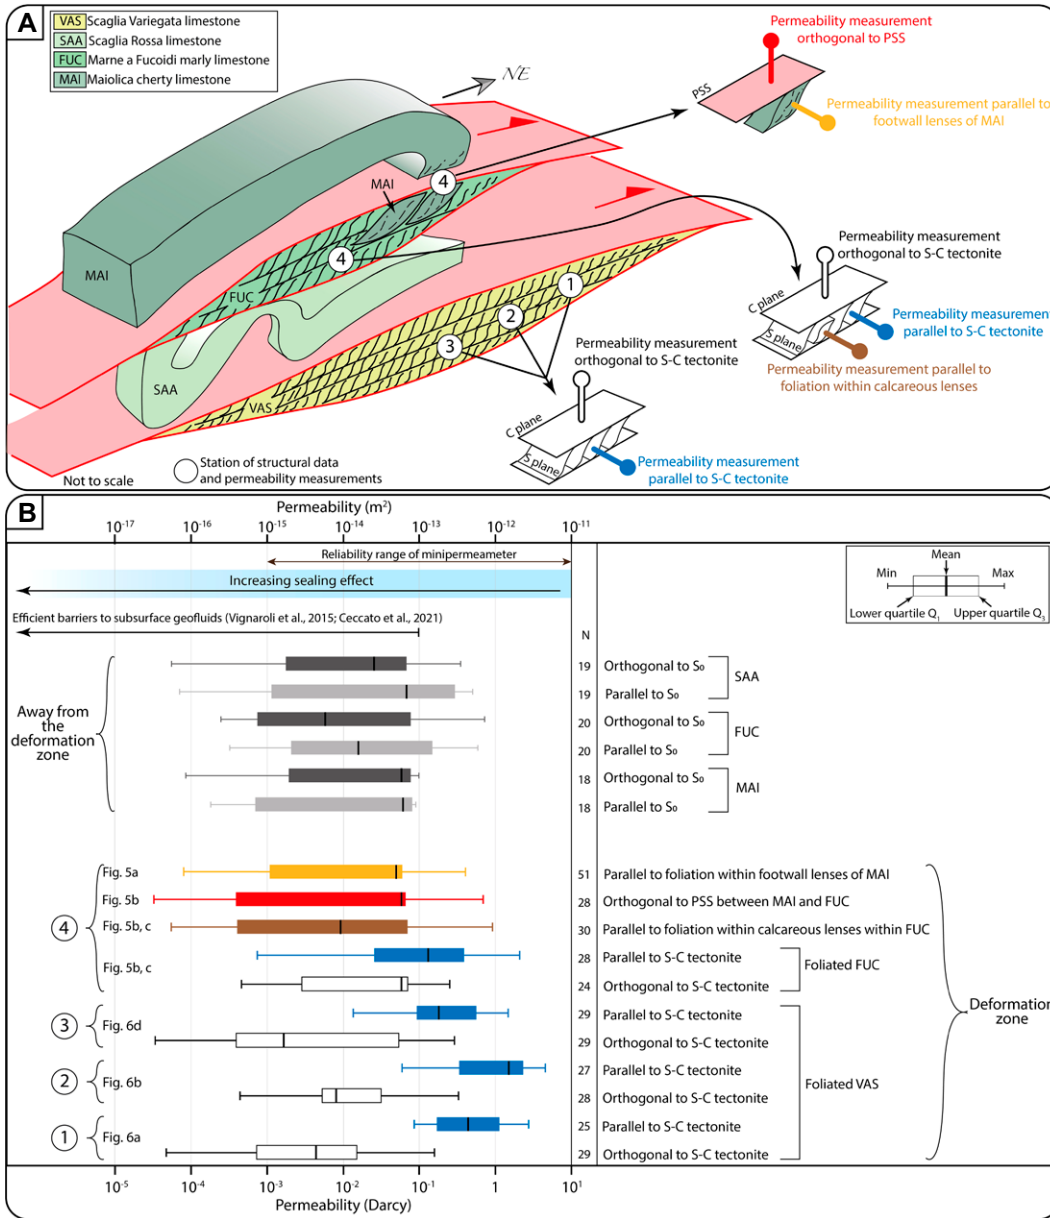 A
VAS Scaglia Variegata limestone
SAA Scaglia Rossa limestone
FUC Marne a Fucoidi marly limestone
MAI Maiolica cherty limestone
NE
Permeability measurement
orthogonal to PSS
PSS
Permeability measurement parallel to
footwall lenses of MAI
MAI
4
MAI
4
FUC
SAA
1
2
3
VAS
Permeability measurement
orthogonal to S-C tectonite
C plane
S plane
Permeability measurement
parallel to S-C tectonite
Permeability measurement parallel to
foliation within calcareous lenses
Permeability measurement
orthogonal to S-C tectonite
C plane
S plane
Permeability measurement
parallel to S-C tectonite
Station of structural data
and permeability measurements
Not to scale
B
Permeability (m²)
10⁻¹⁷ 10⁻¹⁶ 10⁻¹⁵ 10⁻¹⁴ 10⁻¹³ 10⁻¹² 10⁻¹¹
Reliability range of minipermeameter
Increasing sealing effect
Efficient barriers to subsurface geofluids (Vignaroli et al., 2015; Ceccato et al., 2021)
Mean
Min Max
Lower quartile Q₁ Upper quartile Q₃
N
Away from
the
deformation
zone
19 Orthogonal to S₀
SAA
19 Parallel to S₀
20 Orthogonal to S₀
FUC
20 Parallel to S₀
18 Orthogonal to S₀
MAI
18 Parallel to S₀
4
Fig. 5a 51 Parallel to foliation within footwall lenses of MAI
Fig. 5b 28 Orthogonal to PSS between MAI and FUC
Fig. 5b, c 30 Parallel to foliation within calcareous lenses within FUC
Fig. 5b, c
28 Parallel to S-C tectonite
Foliated FUC
24 Orthogonal to S-C tectonite
3 Fig. 6d
29 Parallel to S-C tectonite
29 Orthogonal to S-C tectonite
2 Fig. 6b
27 Parallel to S-C tectonite
Foliated VAS
28 Orthogonal to S-C tectonite
1 Fig. 6a
25 Parallel to S-C tectonite
29 Orthogonal to S-C tectonite
Deformation
zone
10⁻⁵ 10⁻⁴ 10⁻³ 10⁻² 10⁻¹ 1 10¹
Permeability (Darcy)